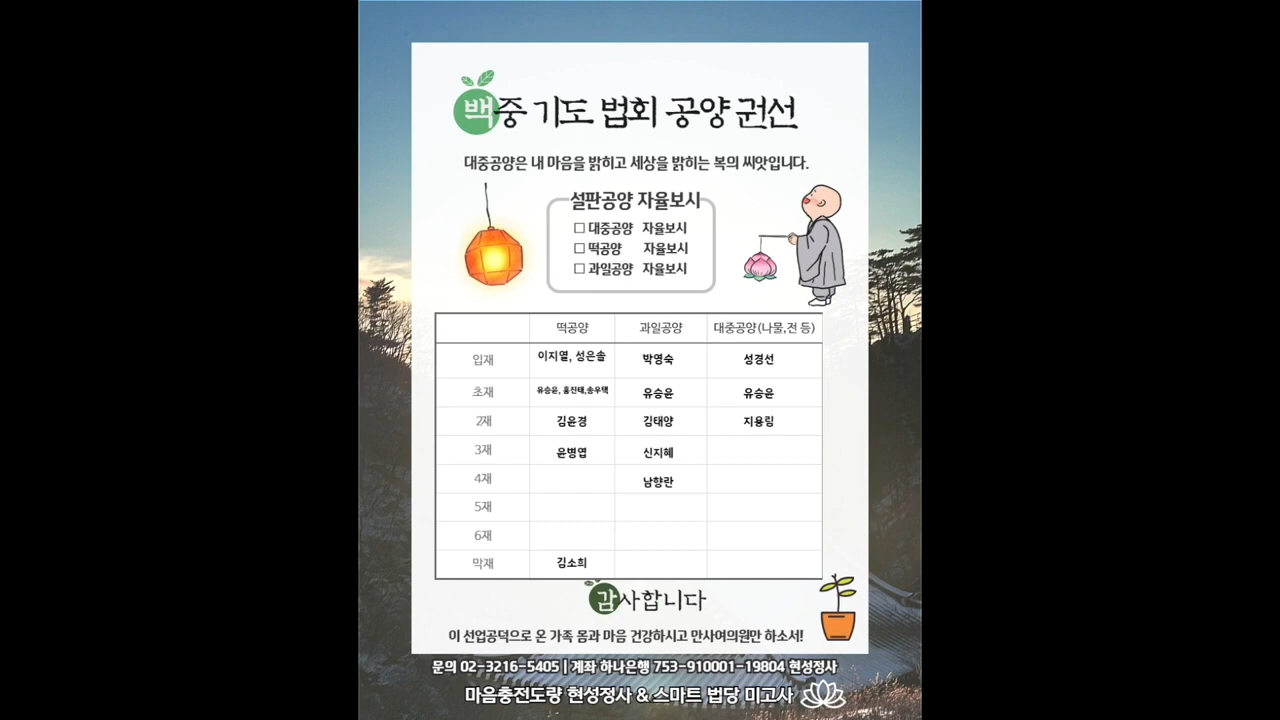 백중 기도 법회 공양 권선
대중공양은 내 마음을 밝히고 세상을 밝히는 복의 씨앗입니다.
설판공양 자율보시
□ 대중공양 자율보시
□ 떡공양 자율보시
□ 과일공양 자율보시
떡공양 과일공양 대중공양(나물,전 등)
입재 이지열, 성은솔 박영숙 성경선
초재 유승윤, 홍진태,송우택 유승윤 유승윤
2재 김윤경 김태양 지용림
3재 윤병엽 신지혜
4재 남향란
5재
6재
막재 김소희
감사합니다
이 선업공덕으로 온 가족 몸과 마음 건강하시고 만사여의원만 하소서!
문의 02-3216-5405 | 계좌 하나은행 753-910001-19804 현성정사
마음충전도량 현성정사 & 스마트 법당 미고사